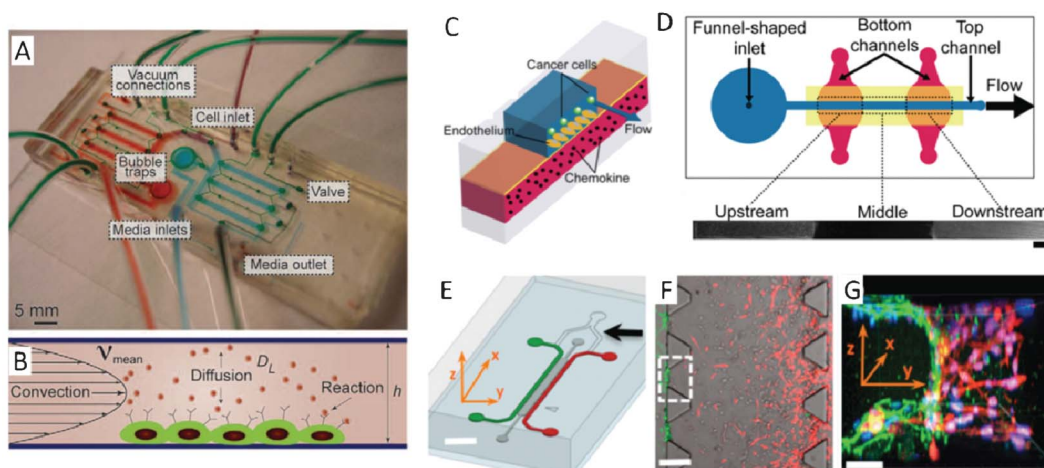 A
Vacuum
connections
Cell inlet
Bubble
traps
Valve
Media inlets
Media outlet
5 mm
B
v mean
Convection
Diffusion
D_L
Reaction
h
C
Cancer cells
Endothelium
Flow
Chemokine
D
Funnel-shaped
inlet
Bottom
channels
Top
channel
Flow
Upstream Middle Downstream
E
z
x
y
F
G
z
x
y